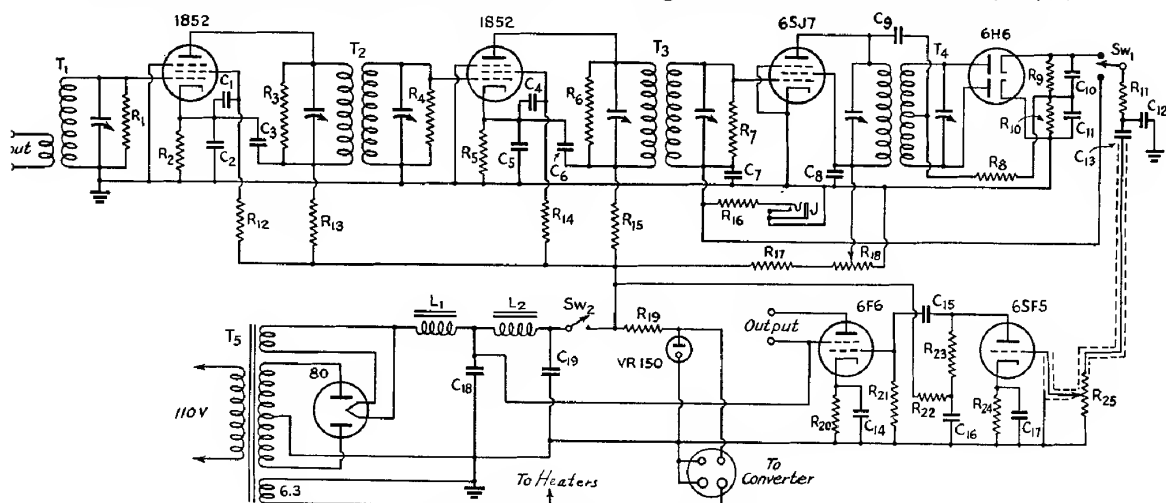 1852
1852
6SJ7
C9
6H6
T1
T2
T3
T4
Sw1
C1
C4
R1
R3
R4
R6
R7
R9
C10
R11
C12
R10
C11
C13
out
R2
C2
C3
R5
C5
C6
C7
C8
R8
R12
R13
R14
R15
R16
J
R17
R18
L1
L2
Sw2
R19
Output
6F6
C15
6SF5
T5
80
C18
C19
VR 150
R23
R21
R22
R20
C14
C16
R24
C17
R25
110V
To Heaters
To
Converter
6.3